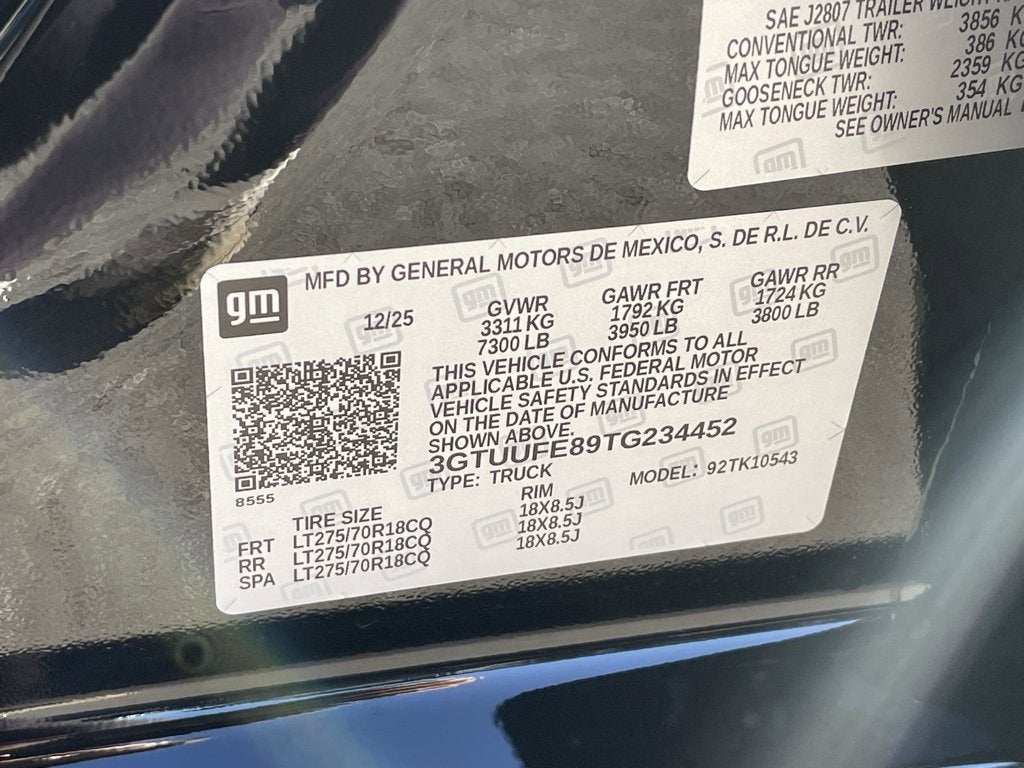 SAE J2807 TRAILER WEIGHT
CONVENTIONAL TWR: 3856 KG
MAX TONGUE WEIGHT: 386 KG
GOOSENECK TWR: 2359 KG
MAX TONGUE WEIGHT: 354 KG
SEE OWNER'S MANUAL
gm
MFD BY GENERAL MOTORS DE MEXICO, S. DE R.L. DE C.V.
12/25 GVWR GAWR FRT GAWR RR
3311 KG 1792 KG 1724 KG
7300 LB 3950 LB 3800 LB
THIS VEHICLE CONFORMS TO ALL
APPLICABLE U.S. FEDERAL MOTOR
VEHICLE SAFETY STANDARDS IN EFFECT
ON THE DATE OF MANUFACTURE
SHOWN ABOVE.
3GTUUFE89TG234452
TYPE: TRUCK MODEL: 92TK10543
8555
TIRE SIZE RIM
FRT LT275/70R18CQ 18X8.5J
RR LT275/70R18CQ 18X8.5J
SPA LT275/70R18CQ 18X8.5J